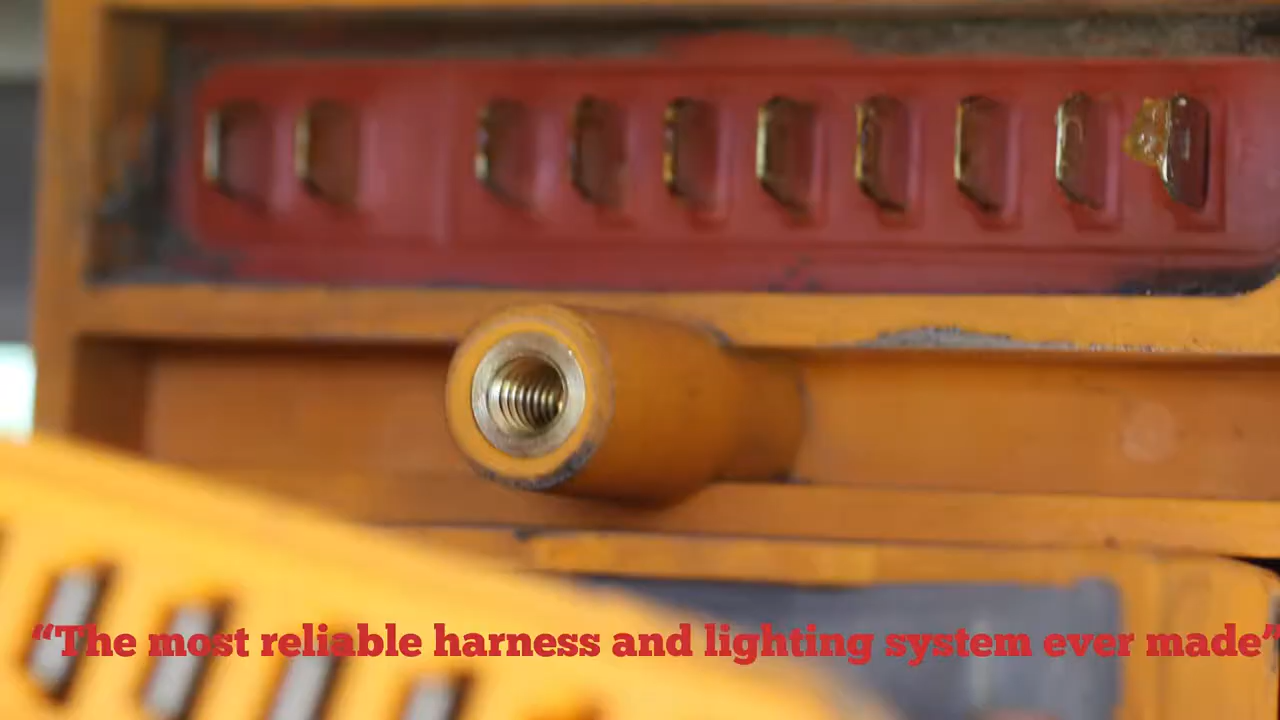 “The most reliable harness and lighting system ever made”